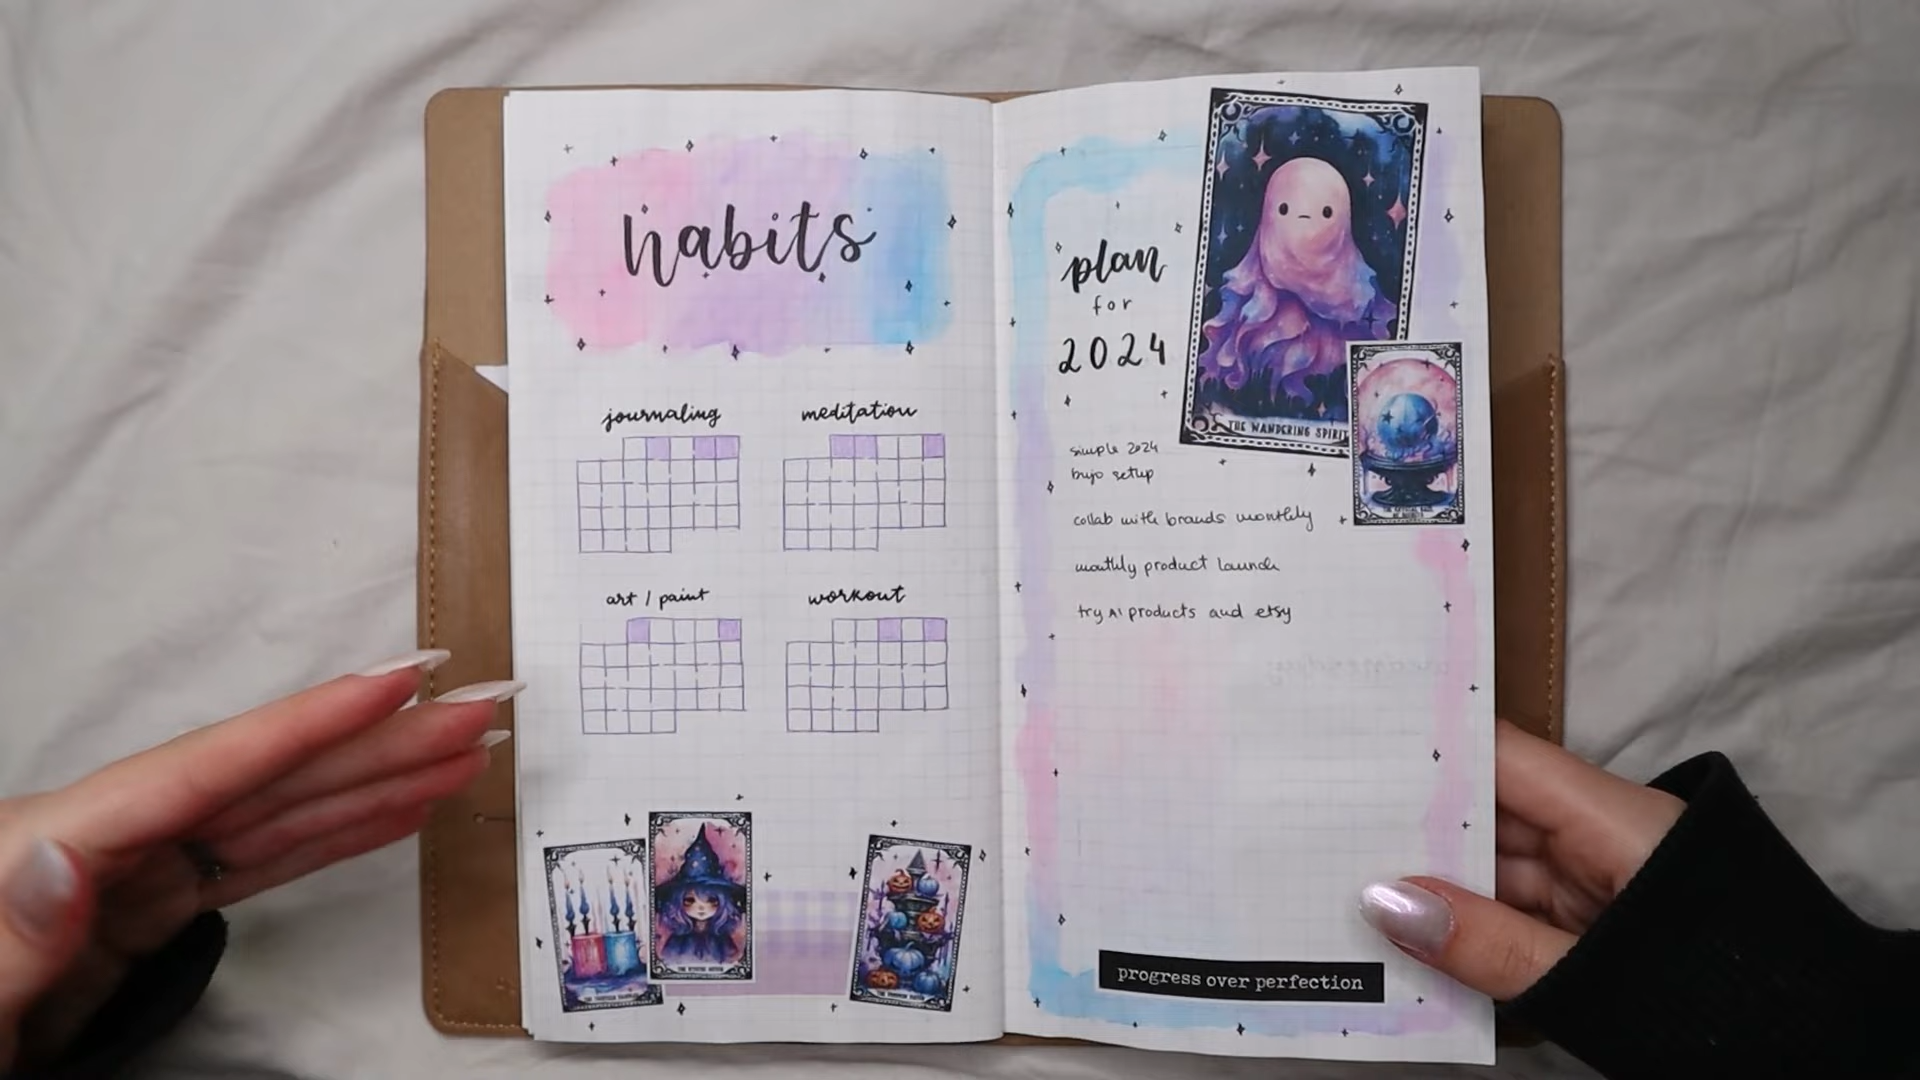 habits
journaling
meditation
art / paint
workout
plan
for
2024
THE WANDERING SPIRIT
simple 2024
bujo setup
collab with brands monthly
monthly product launch
try AI products and etsy
progress over perfection